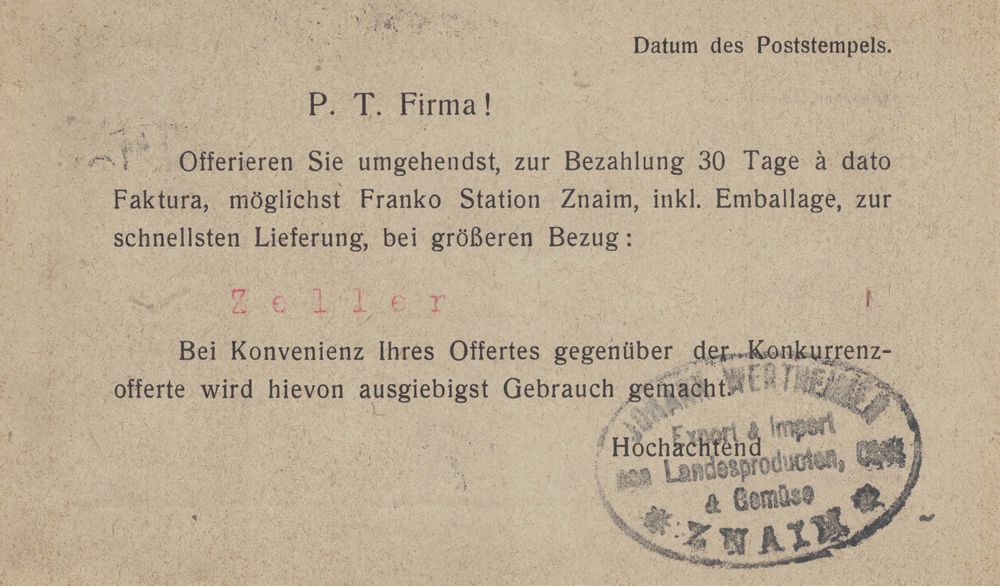 Datum des Poststempels.
P. T. Firma!
Offerieren Sie umgehendst, zur Bezahlung 30 Tage à dato
Faktura, möglichst Franko Station Znaim, inkl. Emballage, zur
schnellsten Lieferung, bei größeren Bezug:
Zeller
Bei Konvenienz Ihres Offertes gegenüber der Konkurrenz-
offerte wird hievon ausgiebigst Gebrauch gemacht.
Hochachtend
WERTHEIMER
Export & Import
von Landesproducten,
& Gemüse
ZNAIM